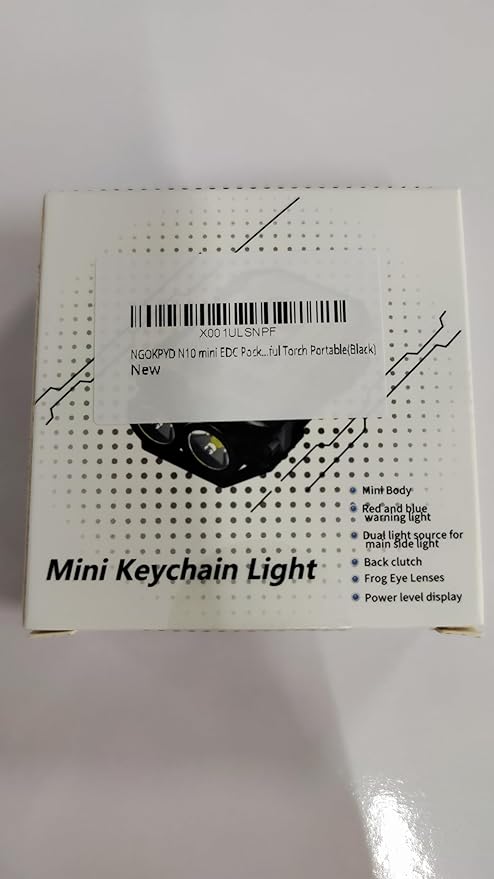 X001ULSNPF
NGOKPYD N10 mini EDC Pock...ful Torch Portable(Black)
New
Mini Body
Red and blue
warning light
Dual light source for
main side light
Mini Keychain Light
Back clutch
Frog Eye Lenses
Power level display